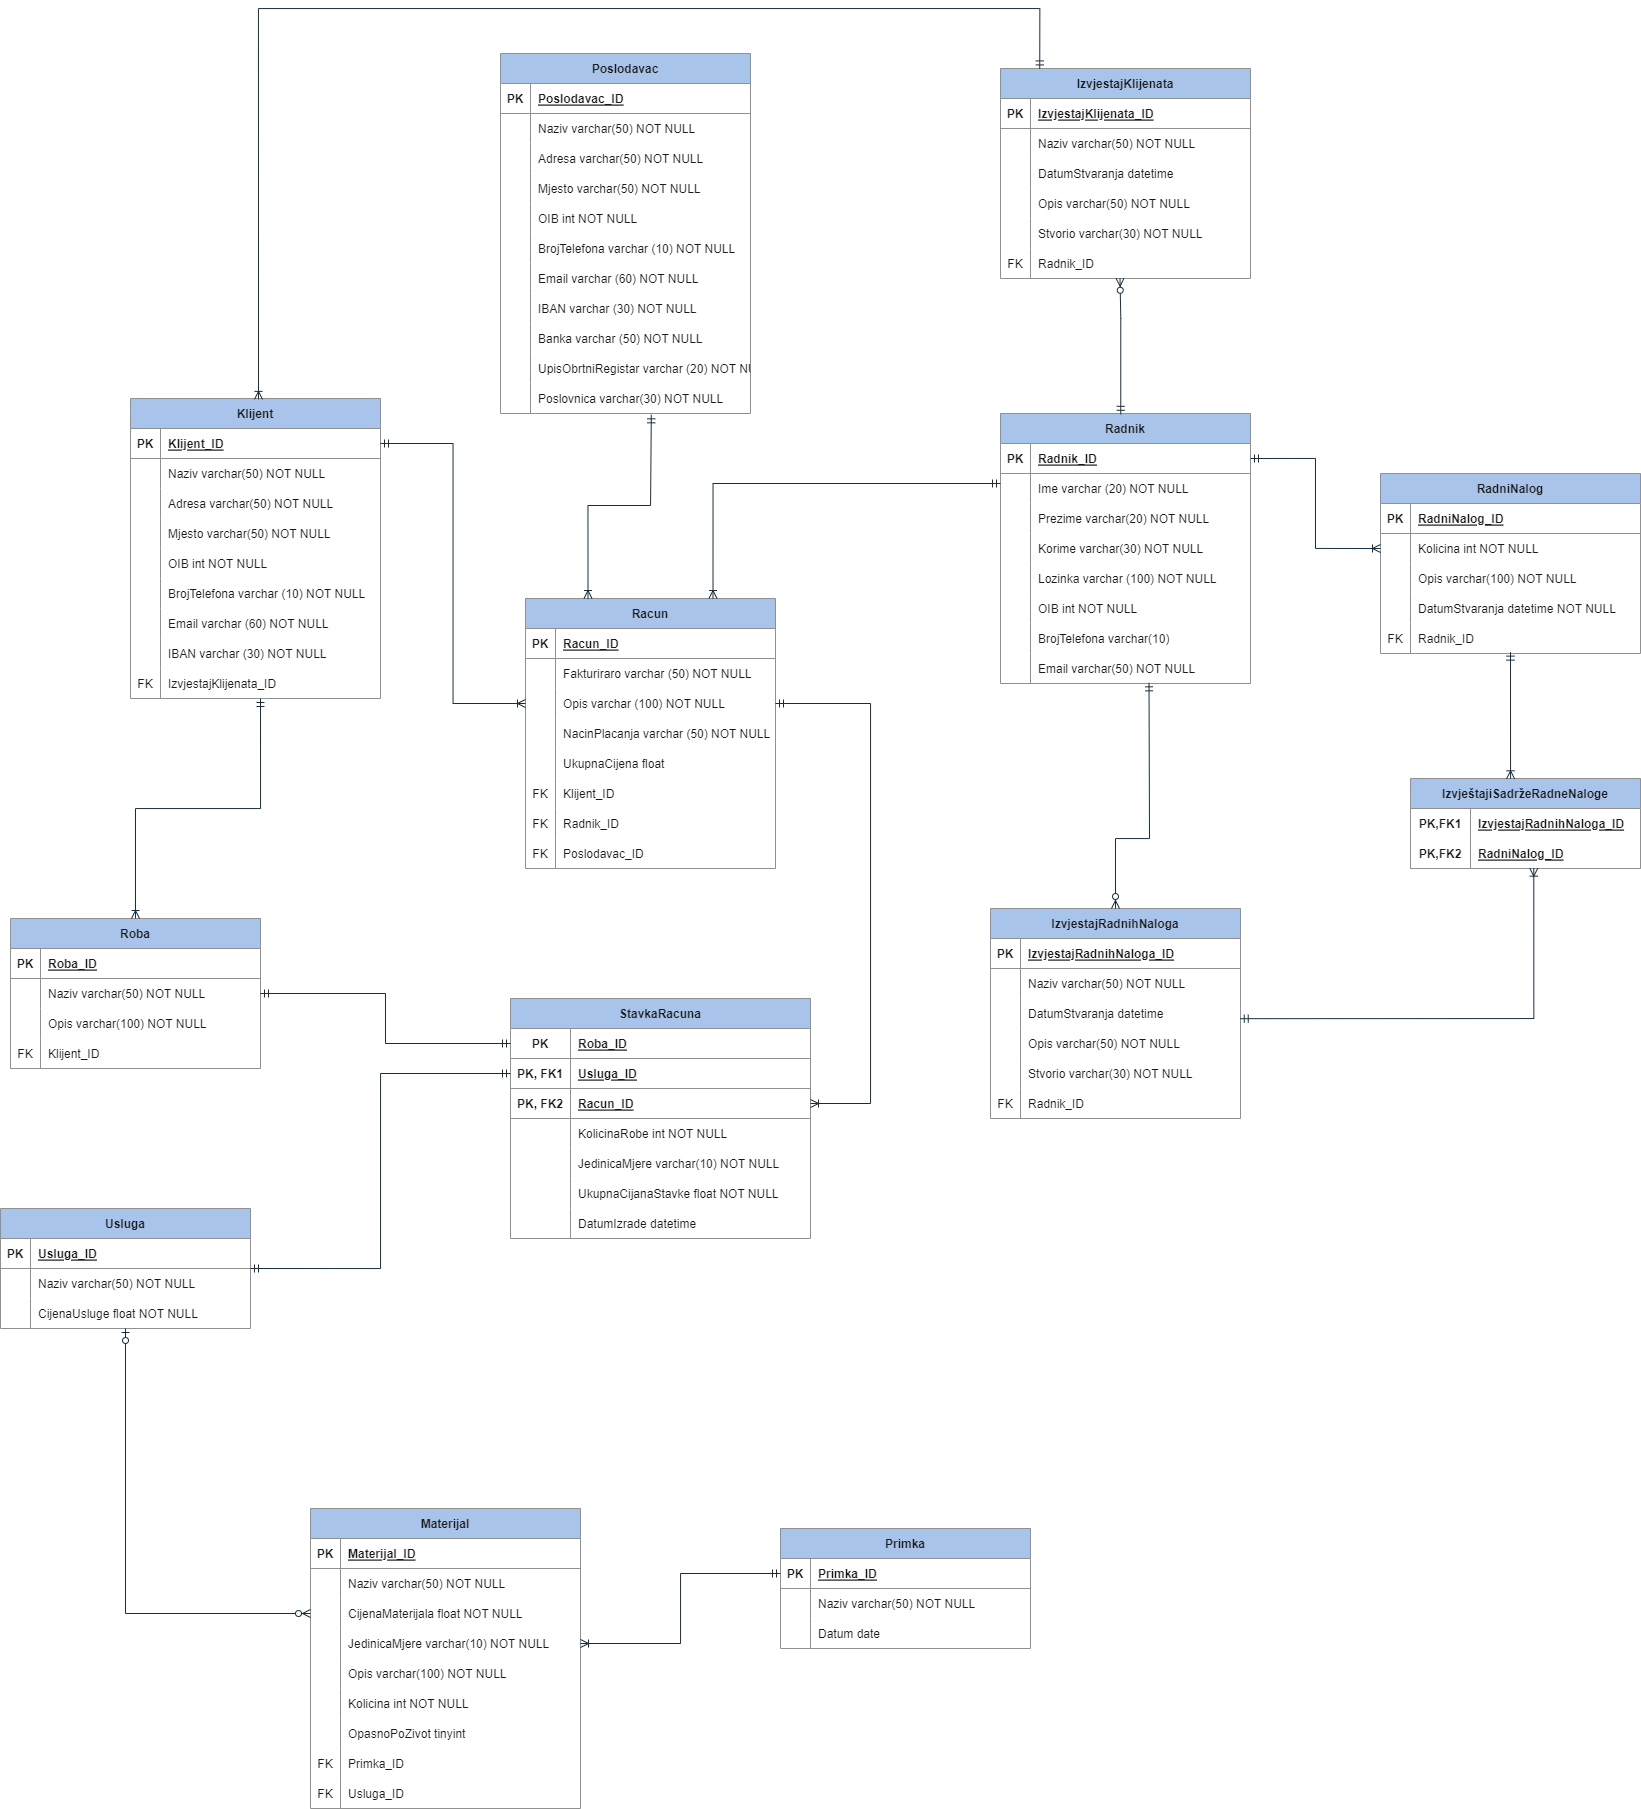 Poslodavac
PK Poslodavac_ID
Naziv varchar(50) NOT NULL
Adresa varchar(50) NOT NULL
Mjesto varchar(50) NOT NULL
OIB int NOT NULL
BrojTelefona varchar (10) NOT NULL
Email varchar (60) NOT NULL
IBAN varchar (30) NOT NULL
Banka varchar (50) NOT NULL
UpisObrtniRegistar varchar (20) NOT NU
Poslovnica varchar(30) NOT NULL
IzvjestajKlijenata
PK IzvjestajKlijenata_ID
Naziv varchar(50) NOT NULL
DatumStvaranja datetime
Opis varchar(50) NOT NULL
Stvorio varchar(30) NOT NULL
FK Radnik_ID
Klijent
PK Klijent_ID
Naziv varchar(50) NOT NULL
Adresa varchar(50) NOT NULL
Mjesto varchar(50) NOT NULL
OIB int NOT NULL
BrojTelefona varchar (10) NOT NULL
Email varchar (60) NOT NULL
IBAN varchar (30) NOT NULL
FK IzvjestajKlijenata_ID
Radnik
PK Radnik_ID
Ime varchar (20) NOT NULL
Prezime varchar(20) NOT NULL
Korime varchar(30) NOT NULL
Lozinka varchar (100) NOT NULL
OIB int NOT NULL
BrojTelefona varchar(10)
Email varchar(50) NOT NULL
RadniNalog
PK RadniNalog_ID
Kolicina int NOT NULL
Opis varchar(100) NOT NULL
DatumStvaranja datetime NOT NULL
FK Radnik_ID
Racun
PK Racun_ID
Fakturiraro varchar (50) NOT NULL
Opis varchar (100) NOT NULL
NacinPlacanja varchar (50) NOT NULL
UkupnaCijena float
FK Klijent_ID
FK Radnik_ID
FK Poslodavac_ID
IzvještajiSadržeRadneNaloge
PK,FK1 IzvjestajRadnihNaloga_ID
PK,FK2 RadniNalog_ID
Roba
PK Roba_ID
Naziv varchar(50) NOT NULL
Opis varchar(100) NOT NULL
FK Klijent_ID
IzvjestajRadnihNaloga
PK IzvjestajRadnihNaloga_ID
Naziv varchar(50) NOT NULL
DatumStvaranja datetime
Opis varchar(50) NOT NULL
Stvorio varchar(30) NOT NULL
FK Radnik_ID
StavkaRacuna
PK Roba_ID
PK, FK1 Usluga_ID
PK, FK2 Racun_ID
KolicinaRobe int NOT NULL
JedinicaMjere varchar(10) NOT NULL
UkupnaCijanaStavke float NOT NULL
DatumIzrade datetime
Usluga
PK Usluga_ID
Naziv varchar(50) NOT NULL
CijenaUsluge float NOT NULL
Materijal
PK Materijal_ID
Naziv varchar(50) NOT NULL
CijenaMaterijala float NOT NULL
JedinicaMjere varchar(10) NOT NULL
Opis varchar(100) NOT NULL
Kolicina int NOT NULL
OpasnoPoZivot tinyint
FK Primka_ID
FK Usluga_ID
Primka
PK Primka_ID
Naziv varchar(50) NOT NULL
Datum date